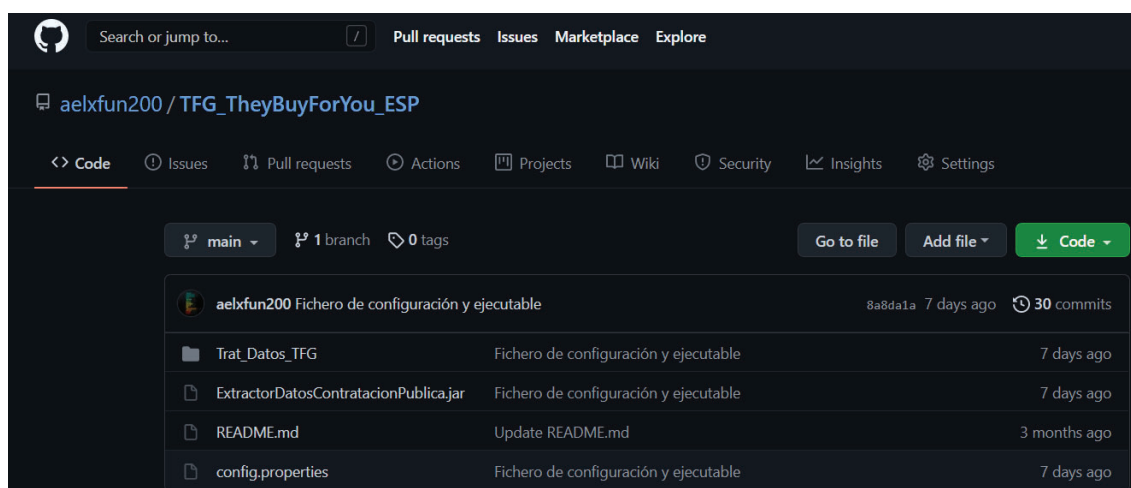 Search or jump to... / Pull requests Issues Marketplace Explore
aelxfun200 / TFG_TheyBuyForYou_ESP
<> Code Issues Pull requests Actions Projects Wiki Security Insights Settings
main 1 branch 0 tags Go to file Add file Code
aelxfun200 Fichero de configuración y ejecutable 8a8da1a 7 days ago 30 commits
Trat_Datos_TFG Fichero de configuración y ejecutable 7 days ago
ExtractorDatosContratacionPublica.jar Fichero de configuración y ejecutable 7 days ago
README.md Update README.md 3 months ago
config.properties Fichero de configuración y ejecutable 7 days ago